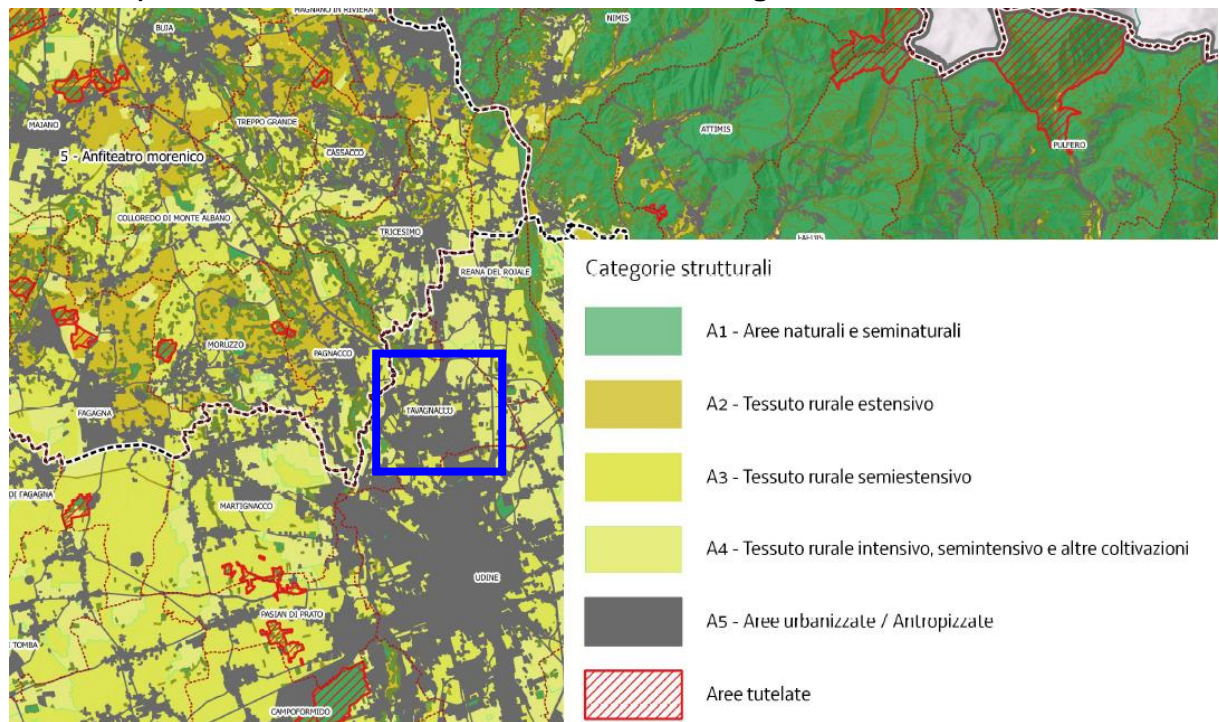 MAGNANO IN RIVIERA
NIMIS
BUJA
MAJANO
TREPPO GRANDE
ATTIMIS
PULFERO
CASSACCO
5 - Anfiteatro morenico
COLLOREDO DI MONTE ALBANO
TRICESIMO
REANA DEL ROJALE
MORUZZO
PAGNACCO
FAGAGNA
TAVAGNACCO
DI FAGAGNA
MARTIGNACCO
UDINE
PASIAN DI PRATO
TOMBA
CAMPOFORMIDO
Categorie strutturali
A1 - Aree naturali e seminaturali
A2 - Tessuto rurale estensivo
A3 - Tessuto rurale semiestensivo
A4 - Tessuto rurale intensivo, semintensivo e altre coltivazioni
A5 - Aree urbanizzate / Antropizzate
Aree tutelate